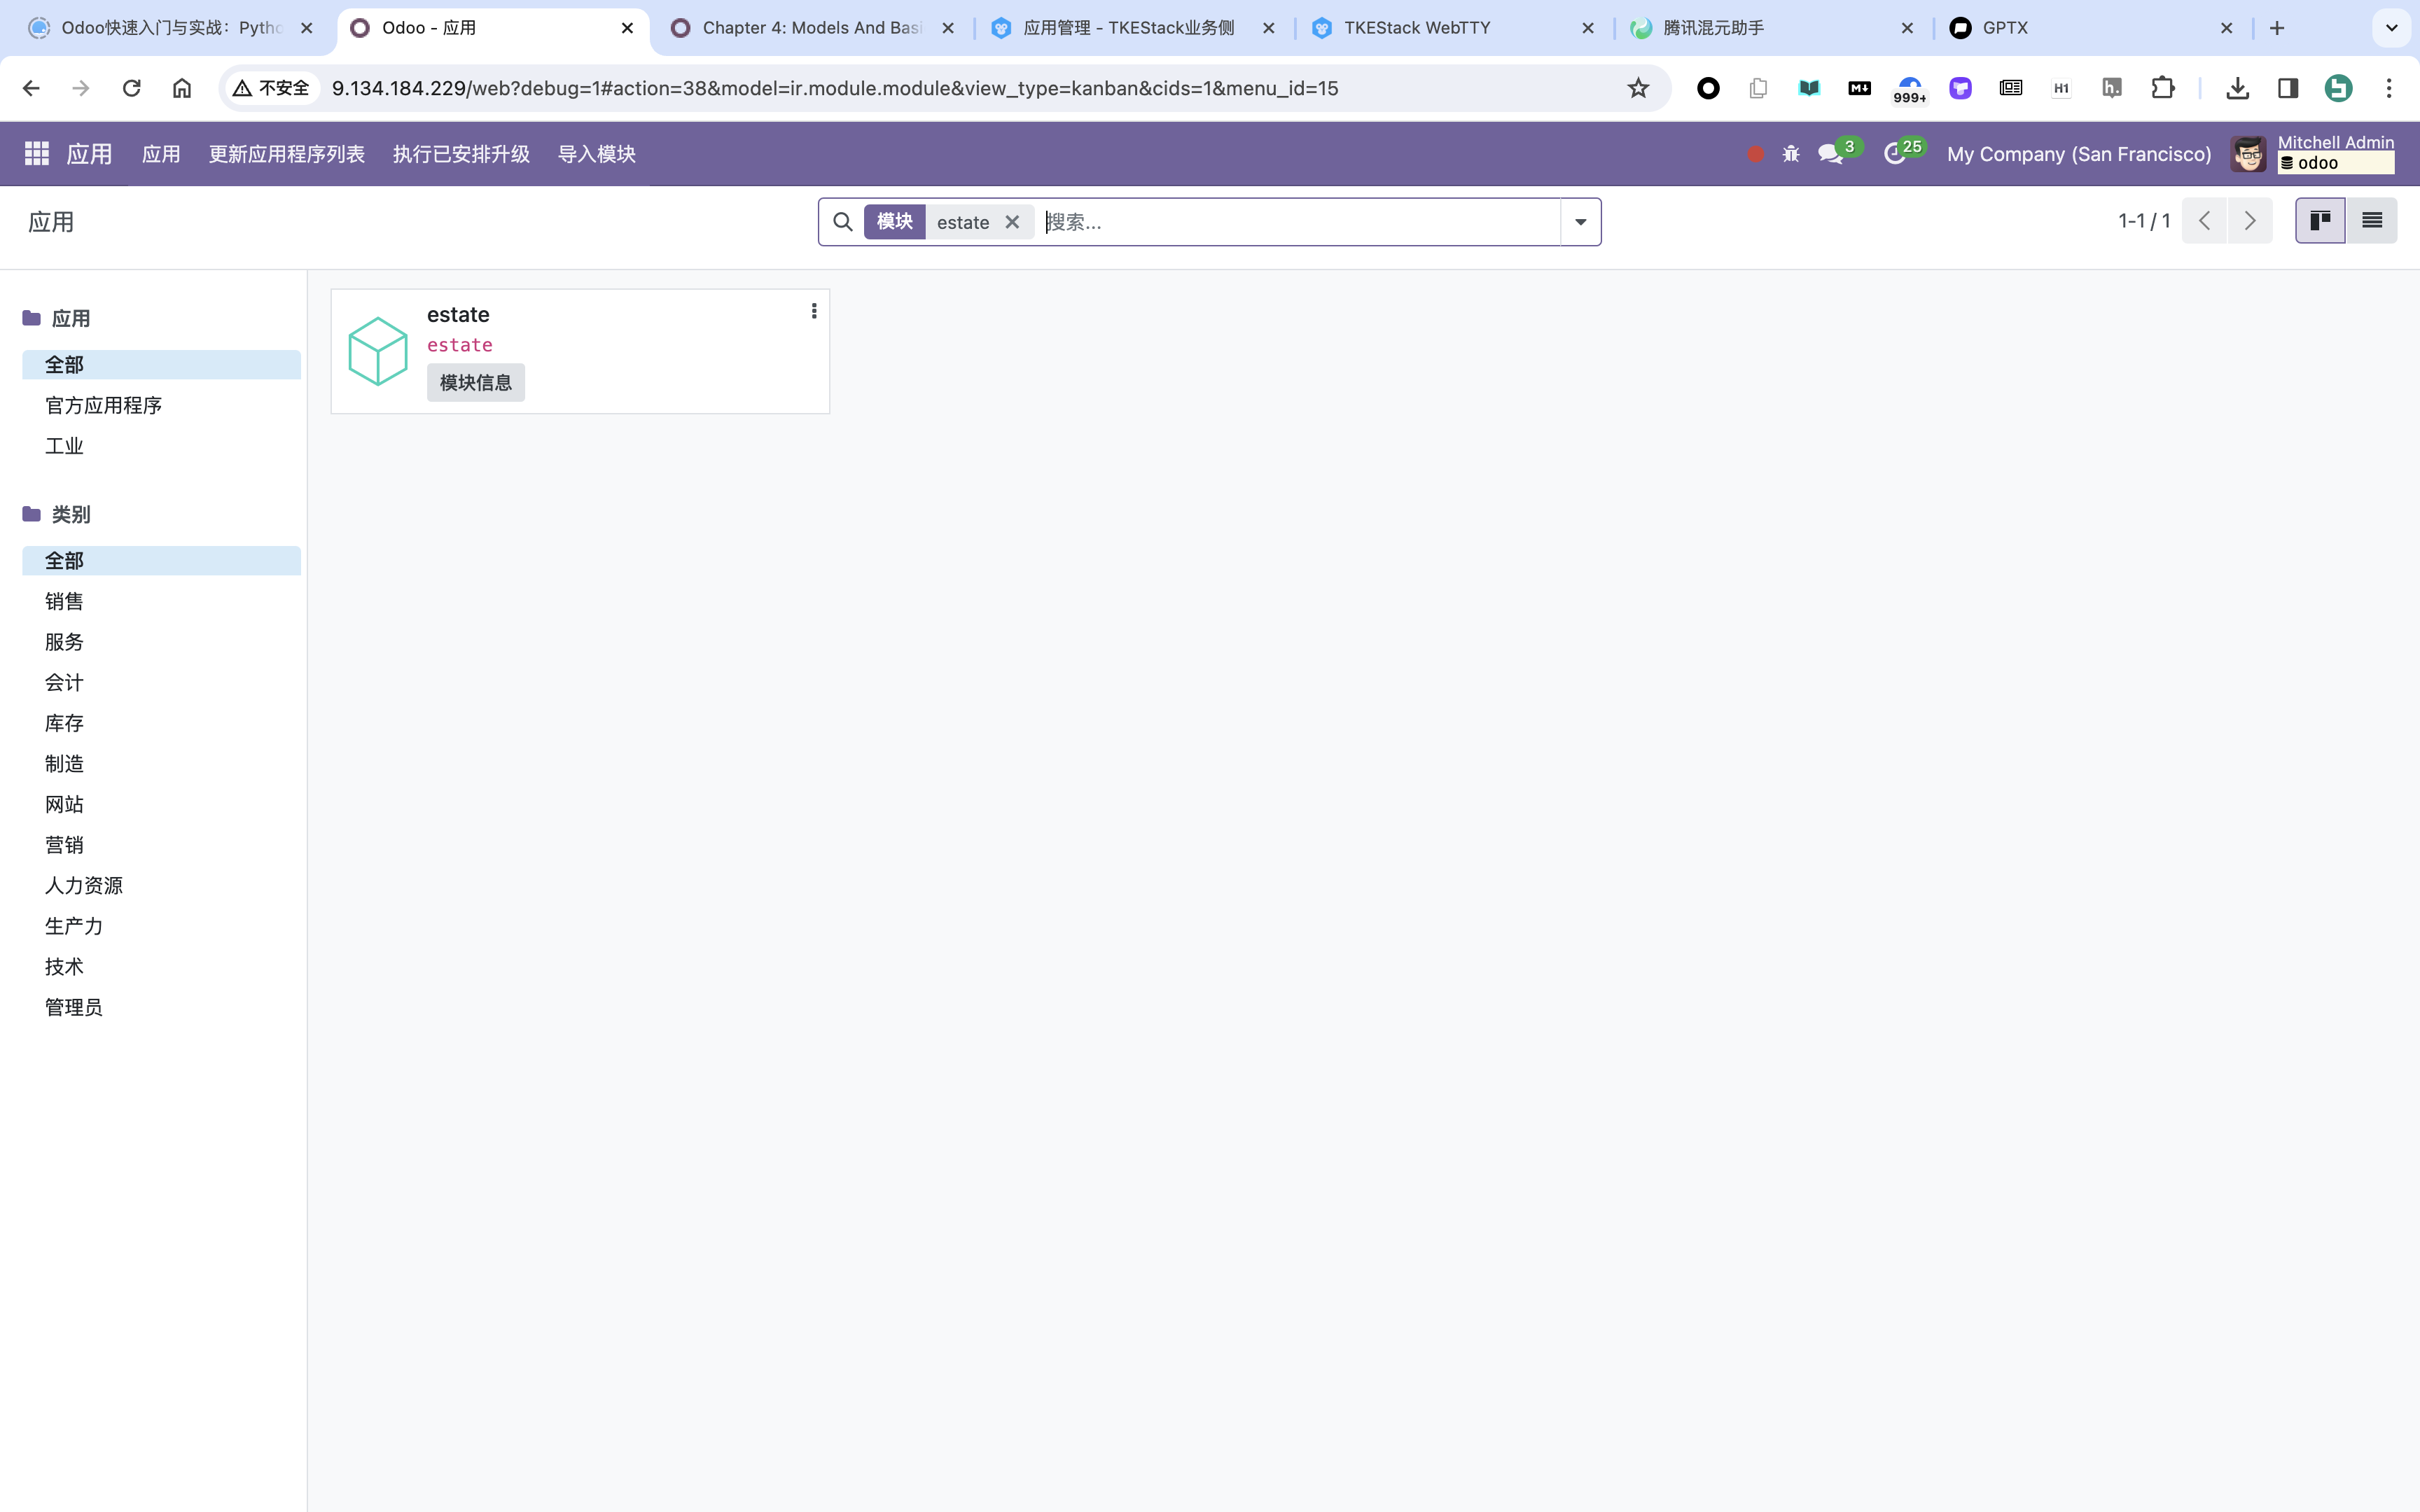 Odoo快速入门与实战：Pytho
Odoo - 应用
Chapter 4: Models And Basi
应用管理 - TKEStack业务侧
TKEStack WebTTY
腾讯混元助手
GPTX
不安全
9.134.184.229/web?debug=1#action=38&model=ir.module.module&view_type=kanban&cids=1&menu_id=15
M
999+
H1
h.
应用
应用
更新应用程序列表
执行已安排升级
导入模块
3
25
My Company (San Francisco)
Mitchell Admin
odoo
应用
模块
estate
搜索...
1-1 / 1
应用
全部
官方应用程序
工业
类别
全部
销售
服务
会计
库存
制造
网站
营销
人力资源
生产力
技术
管理员
estate
estate
模块信息